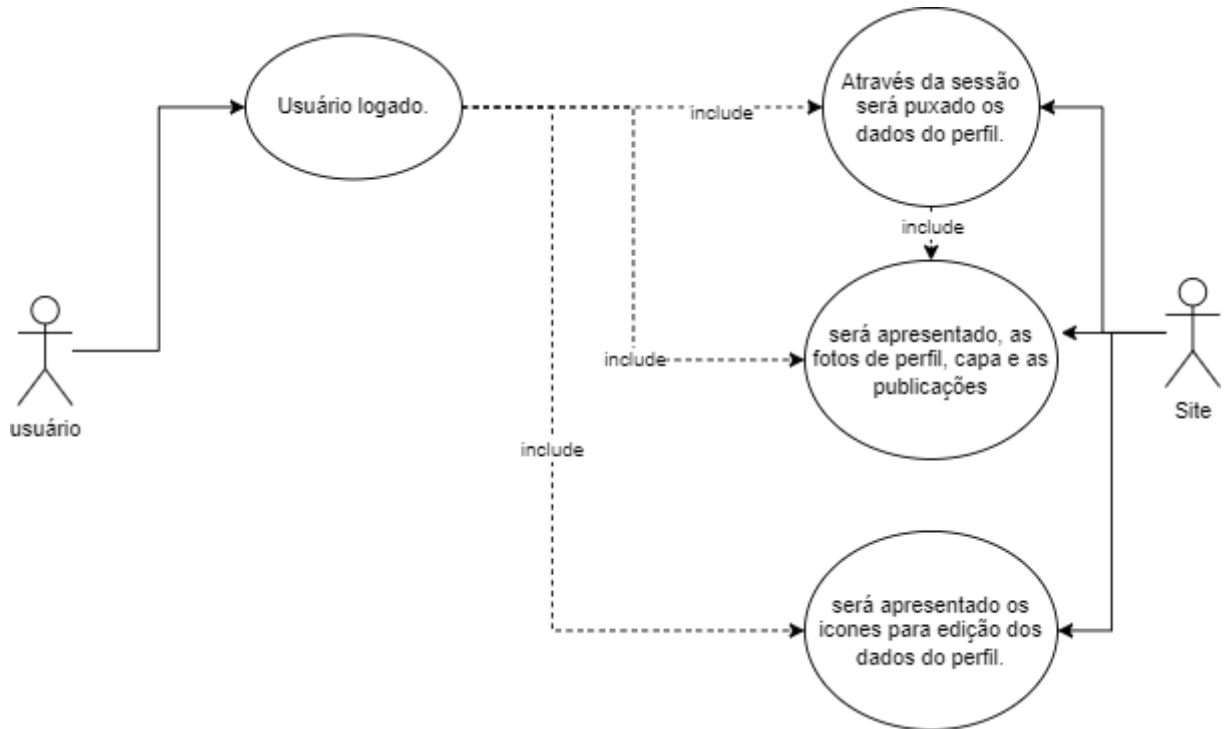 Usuário logado.
include
Através da sessão
será puxado os
dados do perfil.
include
será apresentado, as
fotos de perfil, capa e as
publicações
include
include
será apresentado os
icones para edição dos
dados do perfil.
usuário
Site